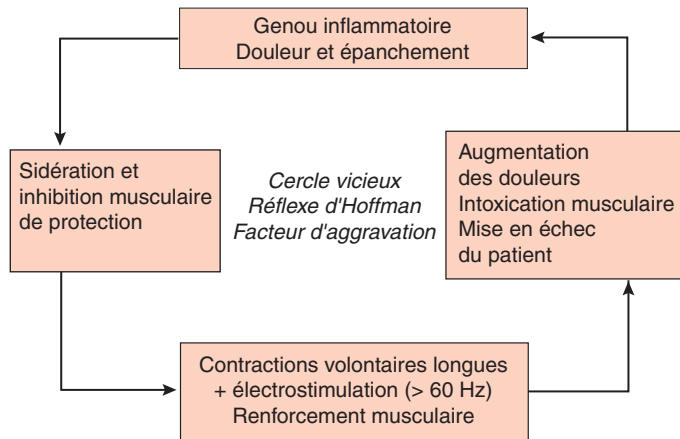 Genou inflammatoire
Douleur et épanchement
Sidération et
inhibition musculaire
de protection
Cercle vicieux
Réflexe d'Hoffman
Facteur d'aggravation
Augmentation
des douleurs
Intoxication musculaire
Mise en échec
du patient
Contractions volontaires longues
+ électrostimulation (> 60 Hz)
Renforcement musculaire